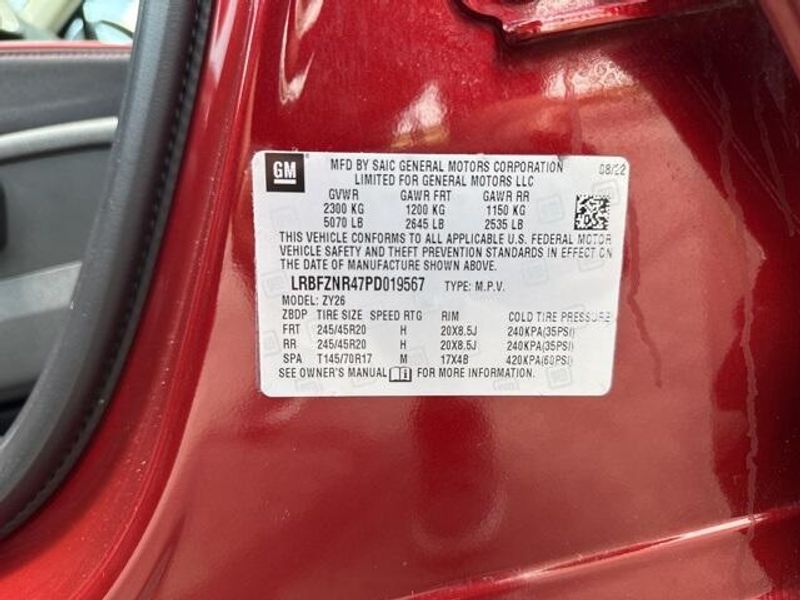 GM
MFD BY SAIC GENERAL MOTORS CORPORATION 08/22
LIMITED FOR GENERAL MOTORS LLC
GVWR GAWR FRT GAWR RR
2300 KG 1200 KG 1150 KG
5070 LB 2645 LB 2535 LB
THIS VEHICLE CONFORMS TO ALL APPLICABLE U.S. FEDERAL MOTOR
VEHICLE SAFETY AND THEFT PREVENTION STANDARDS IN EFFECT ON
THE DATE OF MANUFACTURE SHOWN ABOVE.
LRBFZNR47PD019567 TYPE: M.P.V.
MODEL: ZY26
ZBDP TIRE SIZE SPEED RTG RIM COLD TIRE PRESSURE
FRT 245/45R20 H 20X8.5J 240KPA(35PSI)
RR 245/45R20 H 20X8.5J 240KPA(35PSI)
SPA T145/70R17 M 17X4B 420KPA(60PSI)
SEE OWNER'S MANUAL FOR MORE INFORMATION.